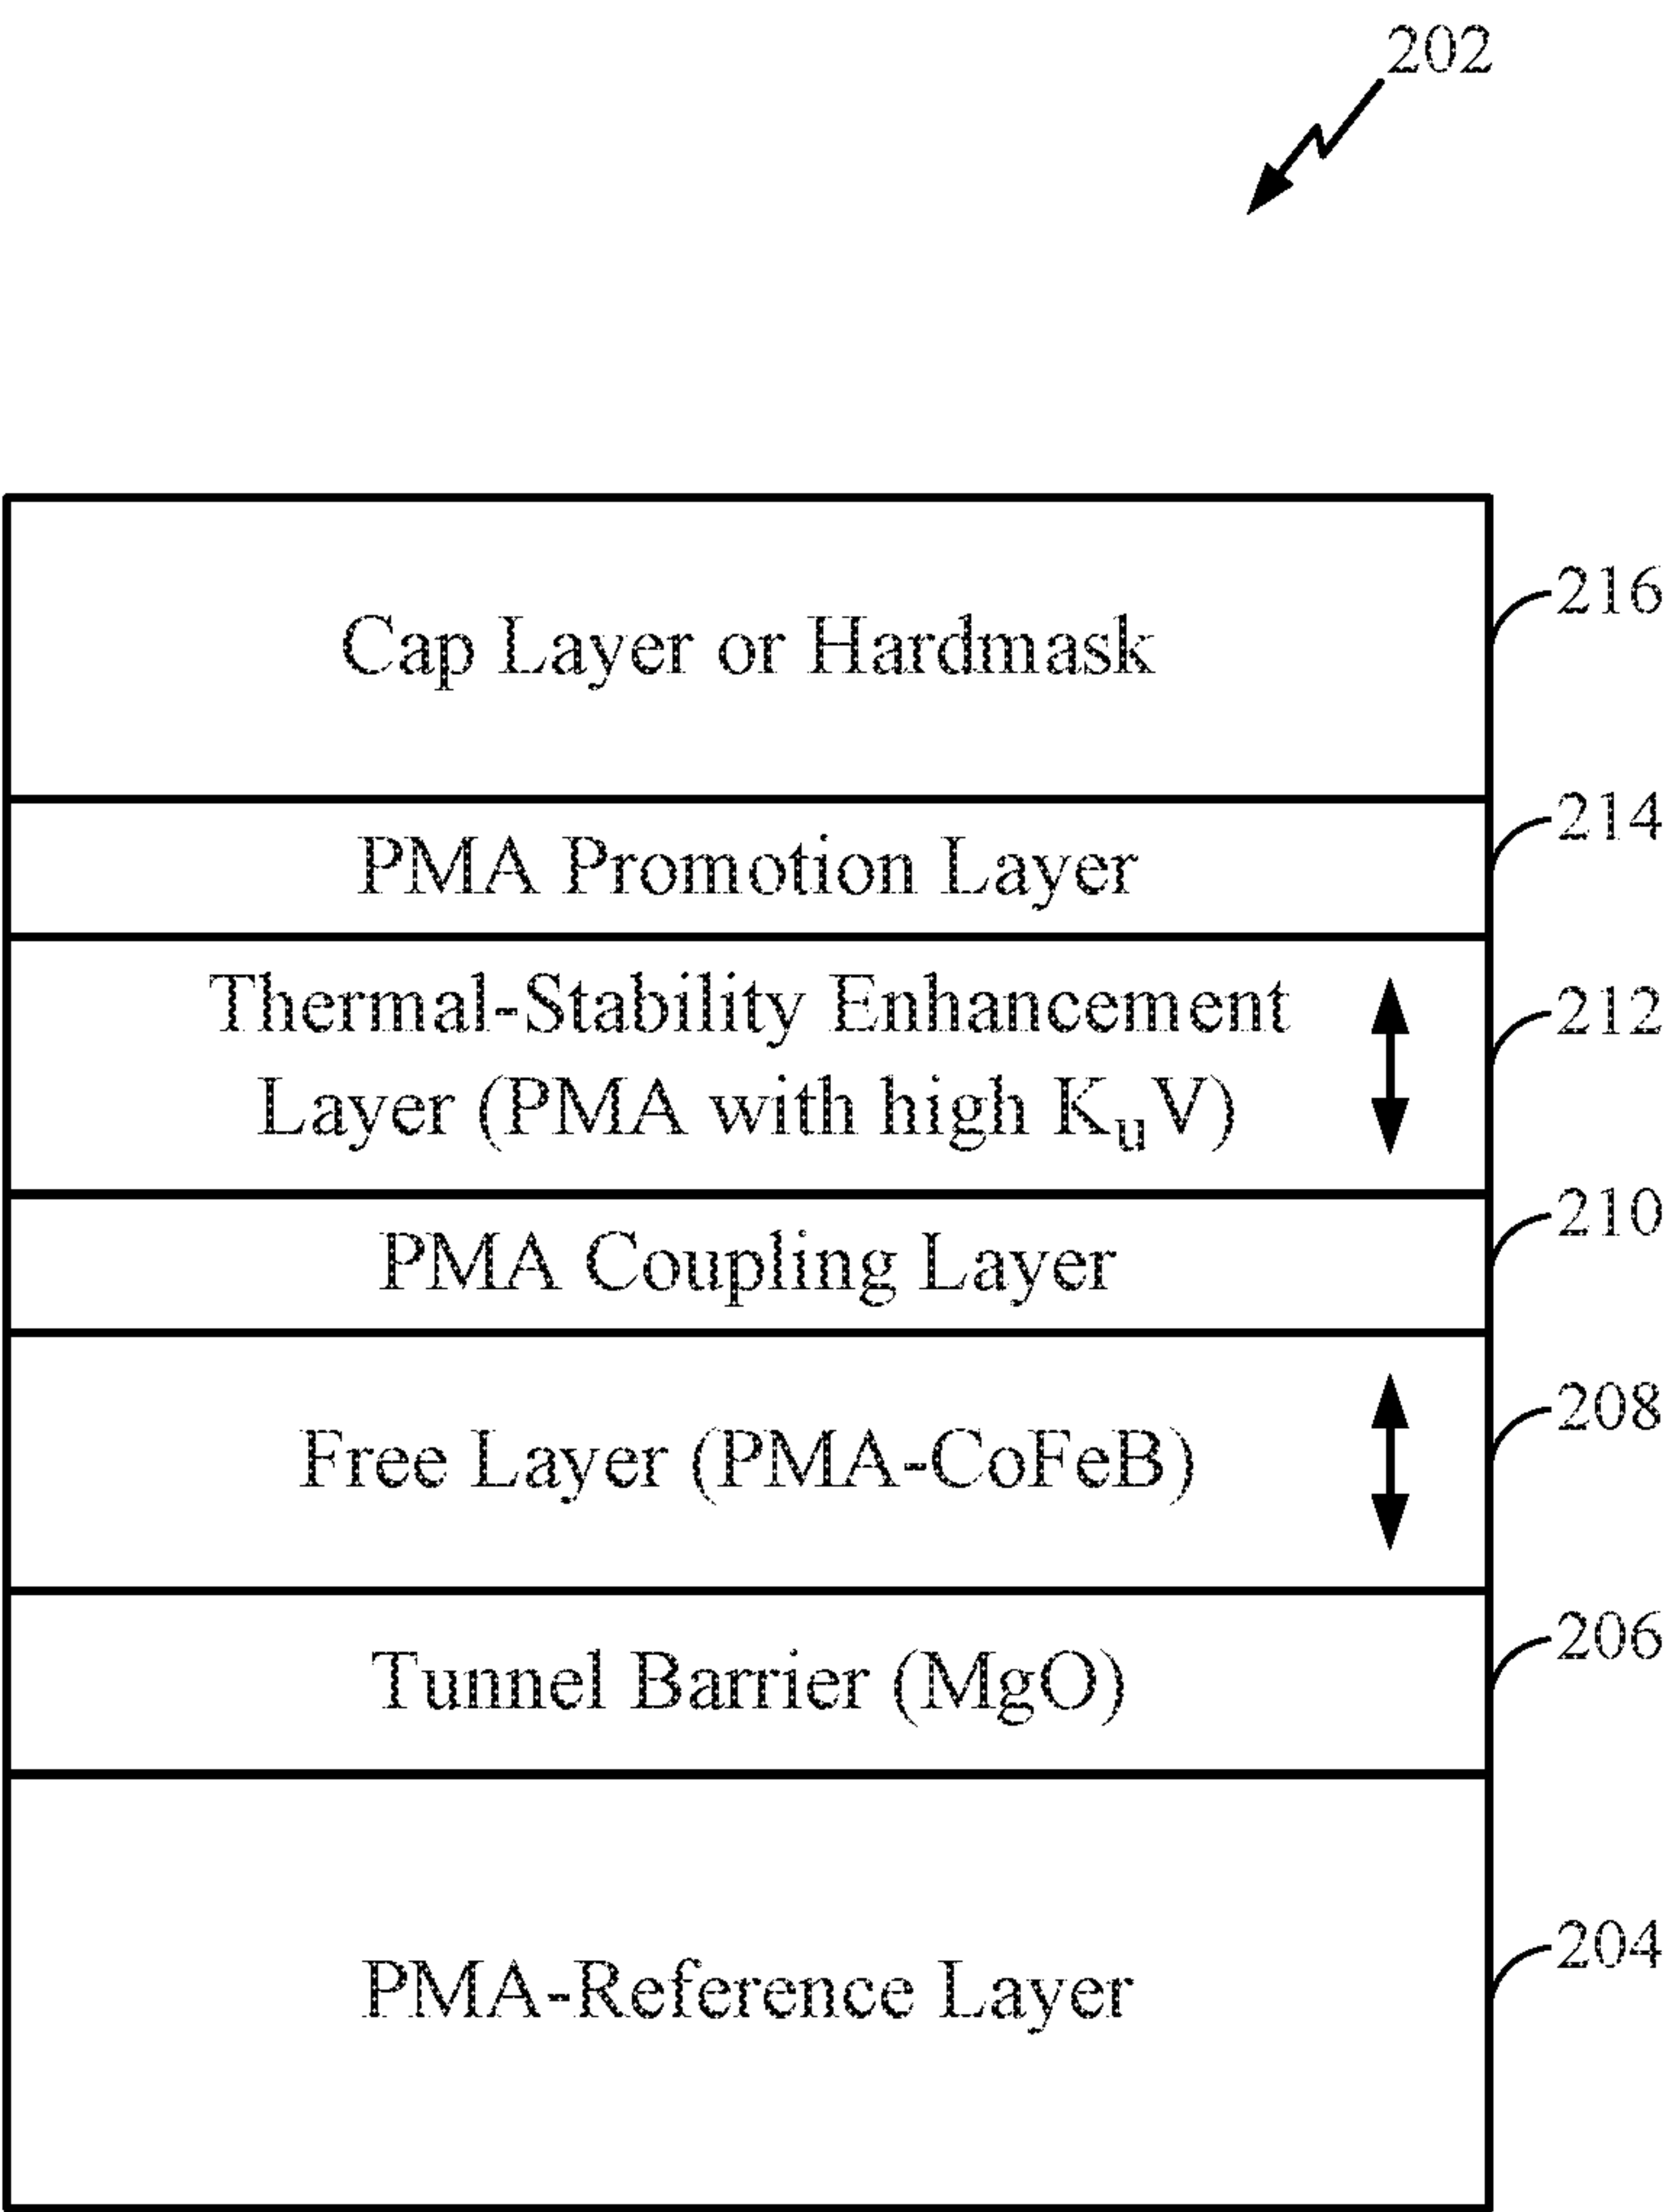 202
Cap Layer or Hardmask
216
PMA Promotion Layer
214
Thermal-Stability Enhancement
Layer (PMA with high KuV)
212
PMA Coupling Layer
210
Free Layer (PMA-CoFeB)
208
Tunnel Barrier (MgO)
206
PMA-Reference Layer
204